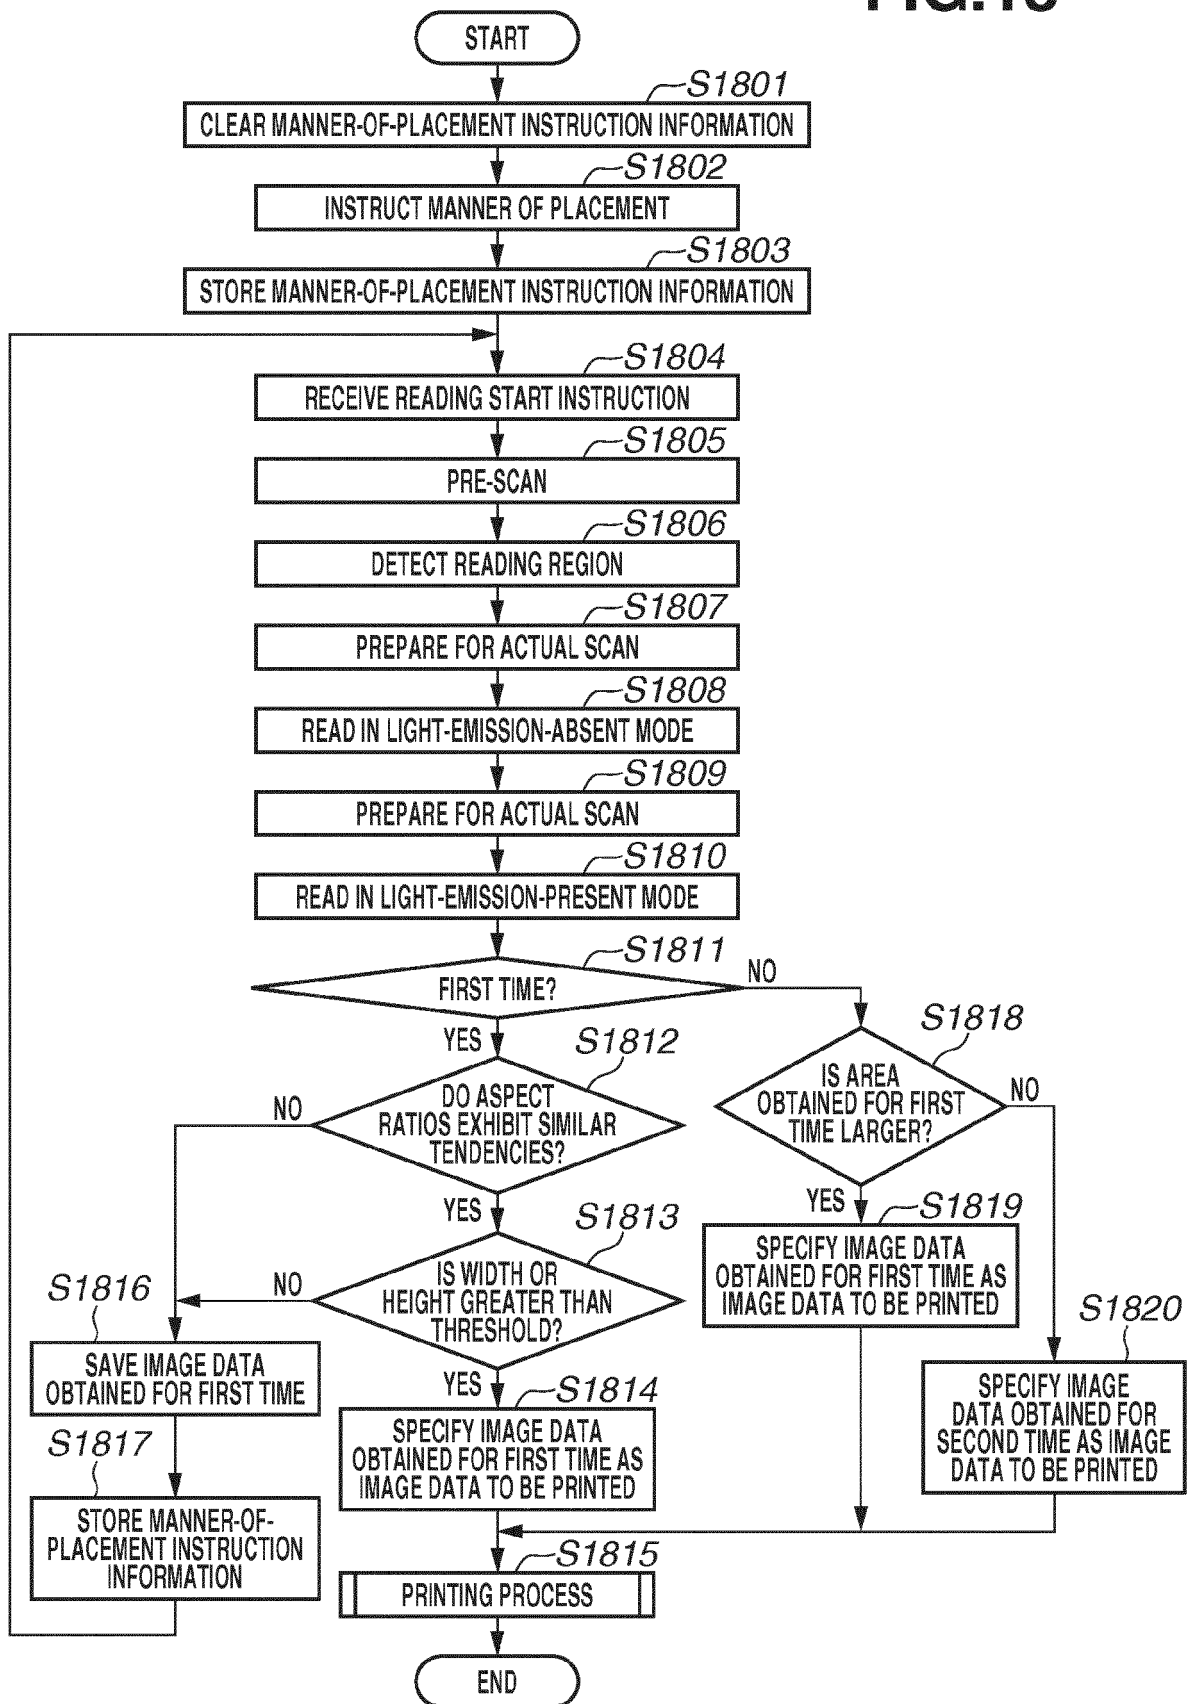 START
S1801
CLEAR MANNER-OF-PLACEMENT INSTRUCTION INFORMATION
S1802
INSTRUCT MANNER OF PLACEMENT
S1803
STORE MANNER-OF-PLACEMENT INSTRUCTION INFORMATION
S1804
RECEIVE READING START INSTRUCTION
S1805
PRE-SCAN
S1806
DETECT READING REGION
S1807
PREPARE FOR ACTUAL SCAN
S1808
READ IN LIGHT-EMISSION-ABSENT MODE
S1809
PREPARE FOR ACTUAL SCAN
S1810
READ IN LIGHT-EMISSION-PRESENT MODE
S1811
FIRST TIME?
NO
YES
S1812
DO ASPECT
RATIOS EXHIBIT SIMILAR
TENDENCIES?
NO
YES
S1813
IS WIDTH OR
HEIGHT GREATER THAN
THRESHOLD?
NO
YES
S1814
SPECIFY IMAGE DATA
OBTAINED FOR FIRST TIME AS
IMAGE DATA TO BE PRINTED
S1815
PRINTING PROCESS
END
S1816
SAVE IMAGE DATA
OBTAINED FOR FIRST TIME
S1817
STORE MANNER-OF-
PLACEMENT INSTRUCTION
INFORMATION
S1818
IS AREA
OBTAINED FOR FIRST
TIME LARGER?
NO
YES
S1819
SPECIFY IMAGE DATA
OBTAINED FOR FIRST TIME AS
IMAGE DATA TO BE PRINTED
S1820
SPECIFY IMAGE
DATA OBTAINED FOR
SECOND TIME AS IMAGE
DATA TO BE PRINTED